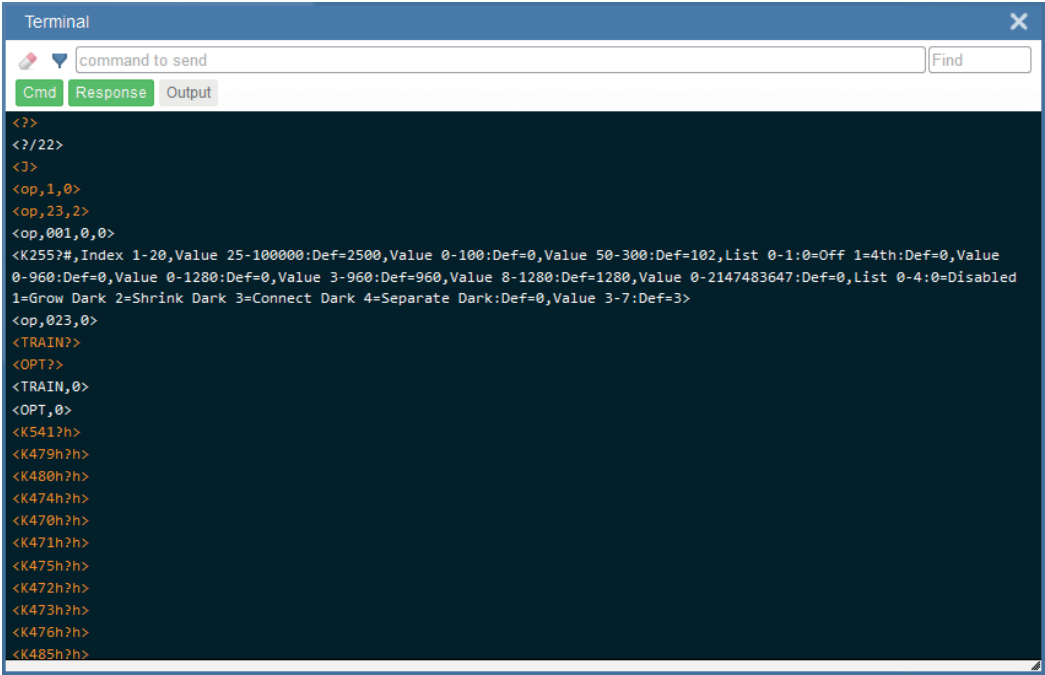 Terminal
command to send
Find
Cmd Response Output
<?>
<?/22>
<J>
<op,1,0>
<op,23,2>
<op,001,0,0>
<K255?#,Index 1-20,Value 25-100000:Def=2500,Value 0-100:Def=0,Value 50-300:Def=102,List 0-1:0=Off 1=4th:Def=0,Value
0-960:Def=0,Value 0-1280:Def=0,Value 3-960:Def=960,Value 8-1280:Def=1280,Value 0-2147483647:Def=0,List 0-4:0=Disabled
1=Grow Dark 2=Shrink Dark 3=Connect Dark 4=Separate Dark:Def=0,Value 3-7:Def=3>
<op,023,0>
<TRAIN?>
<OPT?>
<TRAIN,0>
<OPT,0>
<K541?h>
<K479h?h>
<K480h?h>
<K474h?h>
<K470h?h>
<K471h?h>
<K475h?h>
<K472h?h>
<K473h?h>
<K476h?h>
<K485h?h>